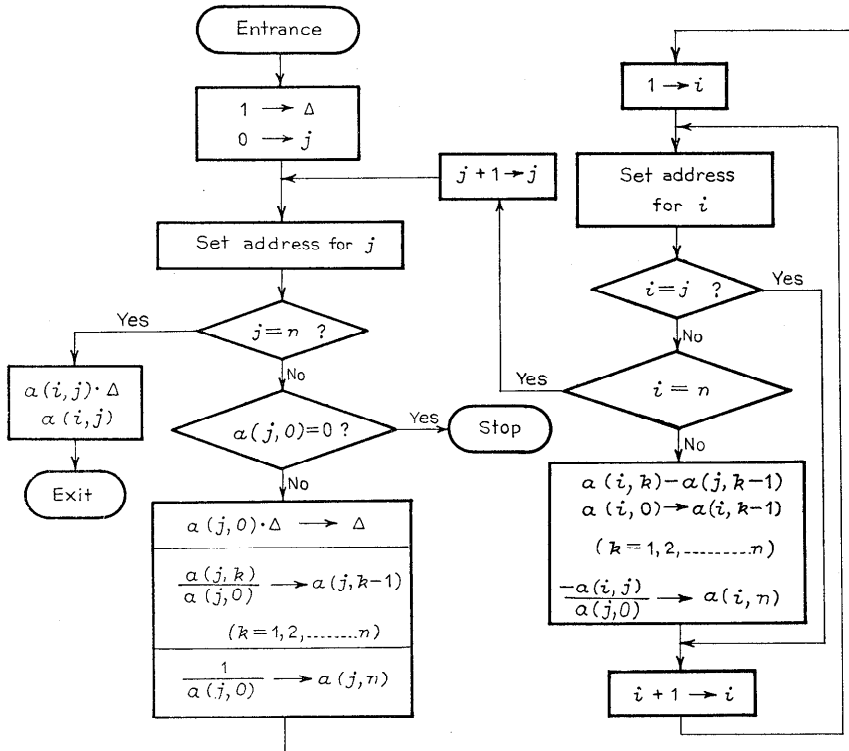 Entrance
1 → Δ
0 → j
Set address for j
j = n ?
Yes
No
a(i,j)·Δ
a(i,j)
Exit
a(j,0)=0 ?
Yes
Stop
No
a(j,0)·Δ → Δ
a(j,k)
a(j,0) → a(j,k-1)
(k = 1, 2, ........ n)
1
a(j,0) → a(j,n)
j + 1 → j
1 → i
Set address
for i
i = j ?
Yes
No
i = n
Yes
No
a(i,k) – a(j,k-1)
a(i,0) → a(i,k-1)
(k = 1, 2, .......... n)
-a(i,j)
a(j,0) → a(i,n)
i + 1 → i